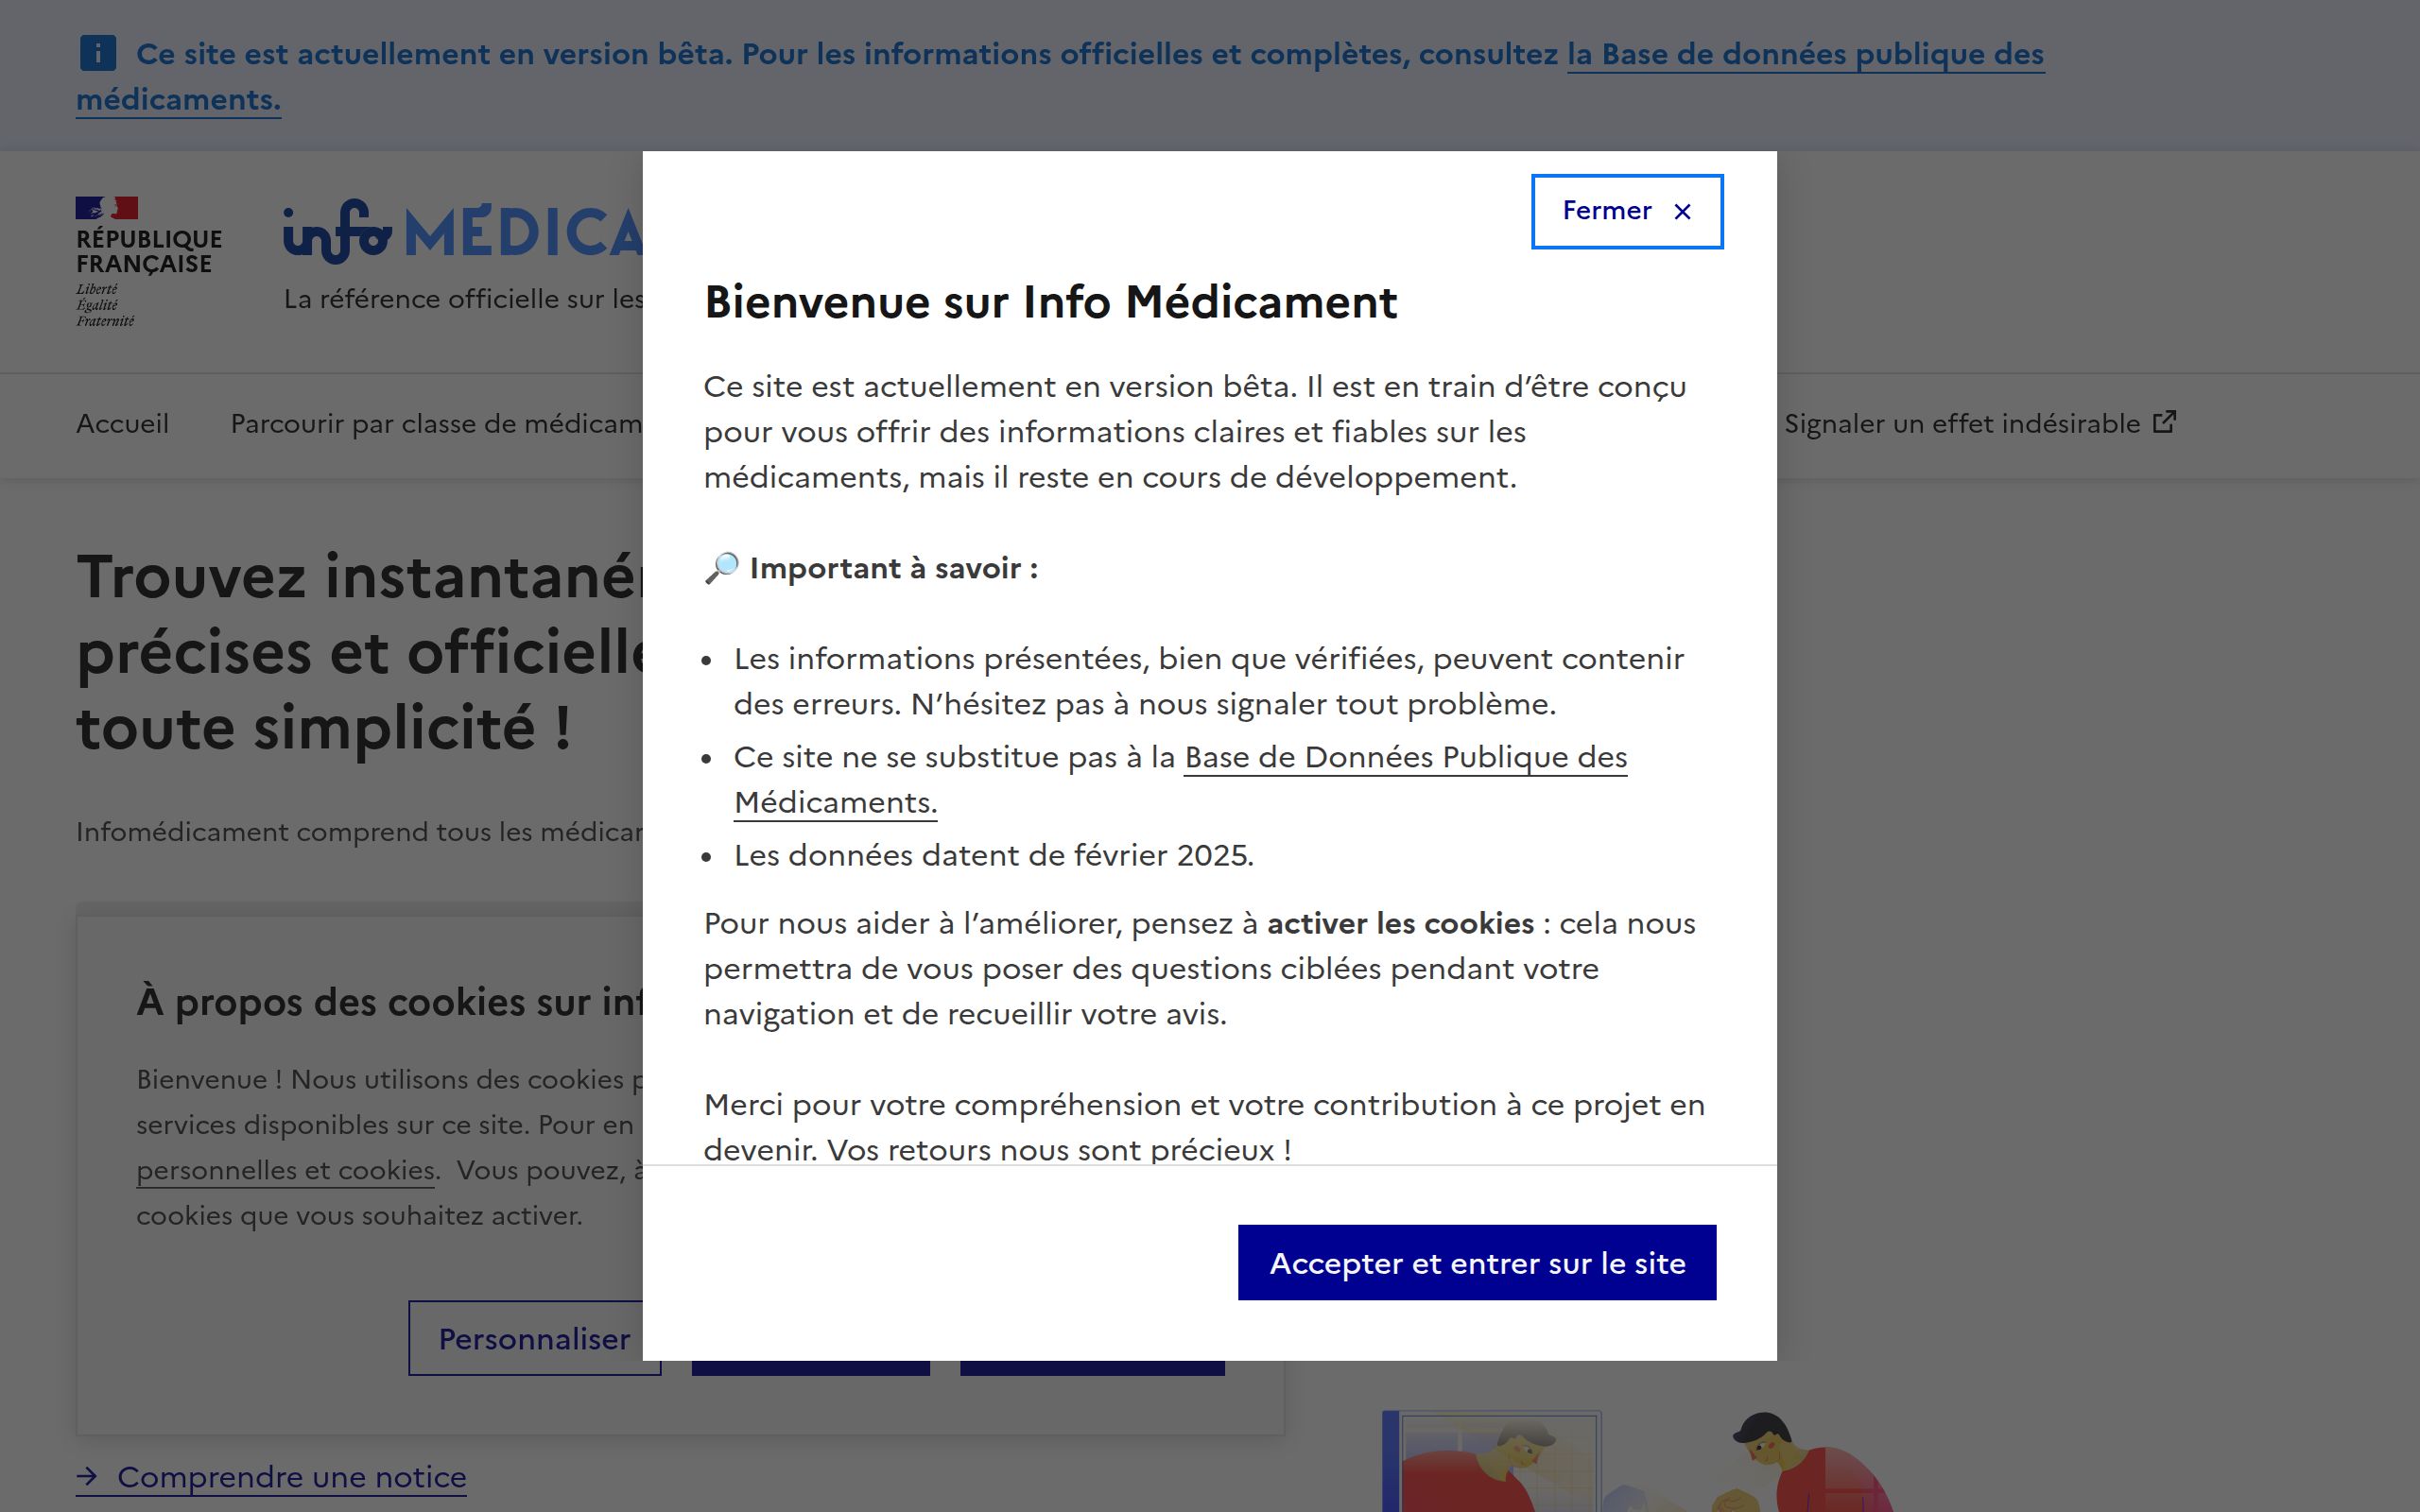 Ce site est actuellement en version bêta. Pour les informations officielles et complètes, consultez la Base de données publique des
médicaments.
RÉPUBLIQUE
FRANÇAISE
Liberté
Égalité
Fraternité
info MÉDICA
La référence officielle sur les
Accueil
Parcourir par classe de
Signaler un effet indésirable
Trouvez
précises et
toute simplicité !
Infomédicament comprend tous les
À propos des cookies sur
Bienvenue ! Nous utilisons des cookies
services disponibles sur ce site. Pour en
personnelles et cookies. Vous pouvez, à
cookies que vous souhaitez activer.
Personnaliser
Comprendre une notice
Fermer
Bienvenue sur Info Médicament
Ce site est actuellement en version bêta. Il est en train d’être conçu
pour vous offrir des informations claires et fiables sur les
médicaments, mais il reste en cours de développement.
🔎 Important à savoir :
• Les informations présentées, bien que vérifiées, peuvent contenir
des erreurs. N’hésitez pas à nous signaler tout problème.
• Ce site ne se substitue pas à la Base de Données Publique des
Médicaments.
• Les données datent de février 2025.
Pour nous aider à l’améliorer, pensez à activer les cookies : cela nous
permettra de vous poser des questions ciblées pendant votre
navigation et de recueillir votre avis.
Merci pour votre compréhension et votre contribution à ce projet en
devenir. Vos retours nous sont précieux !
Accepter et entrer sur le site